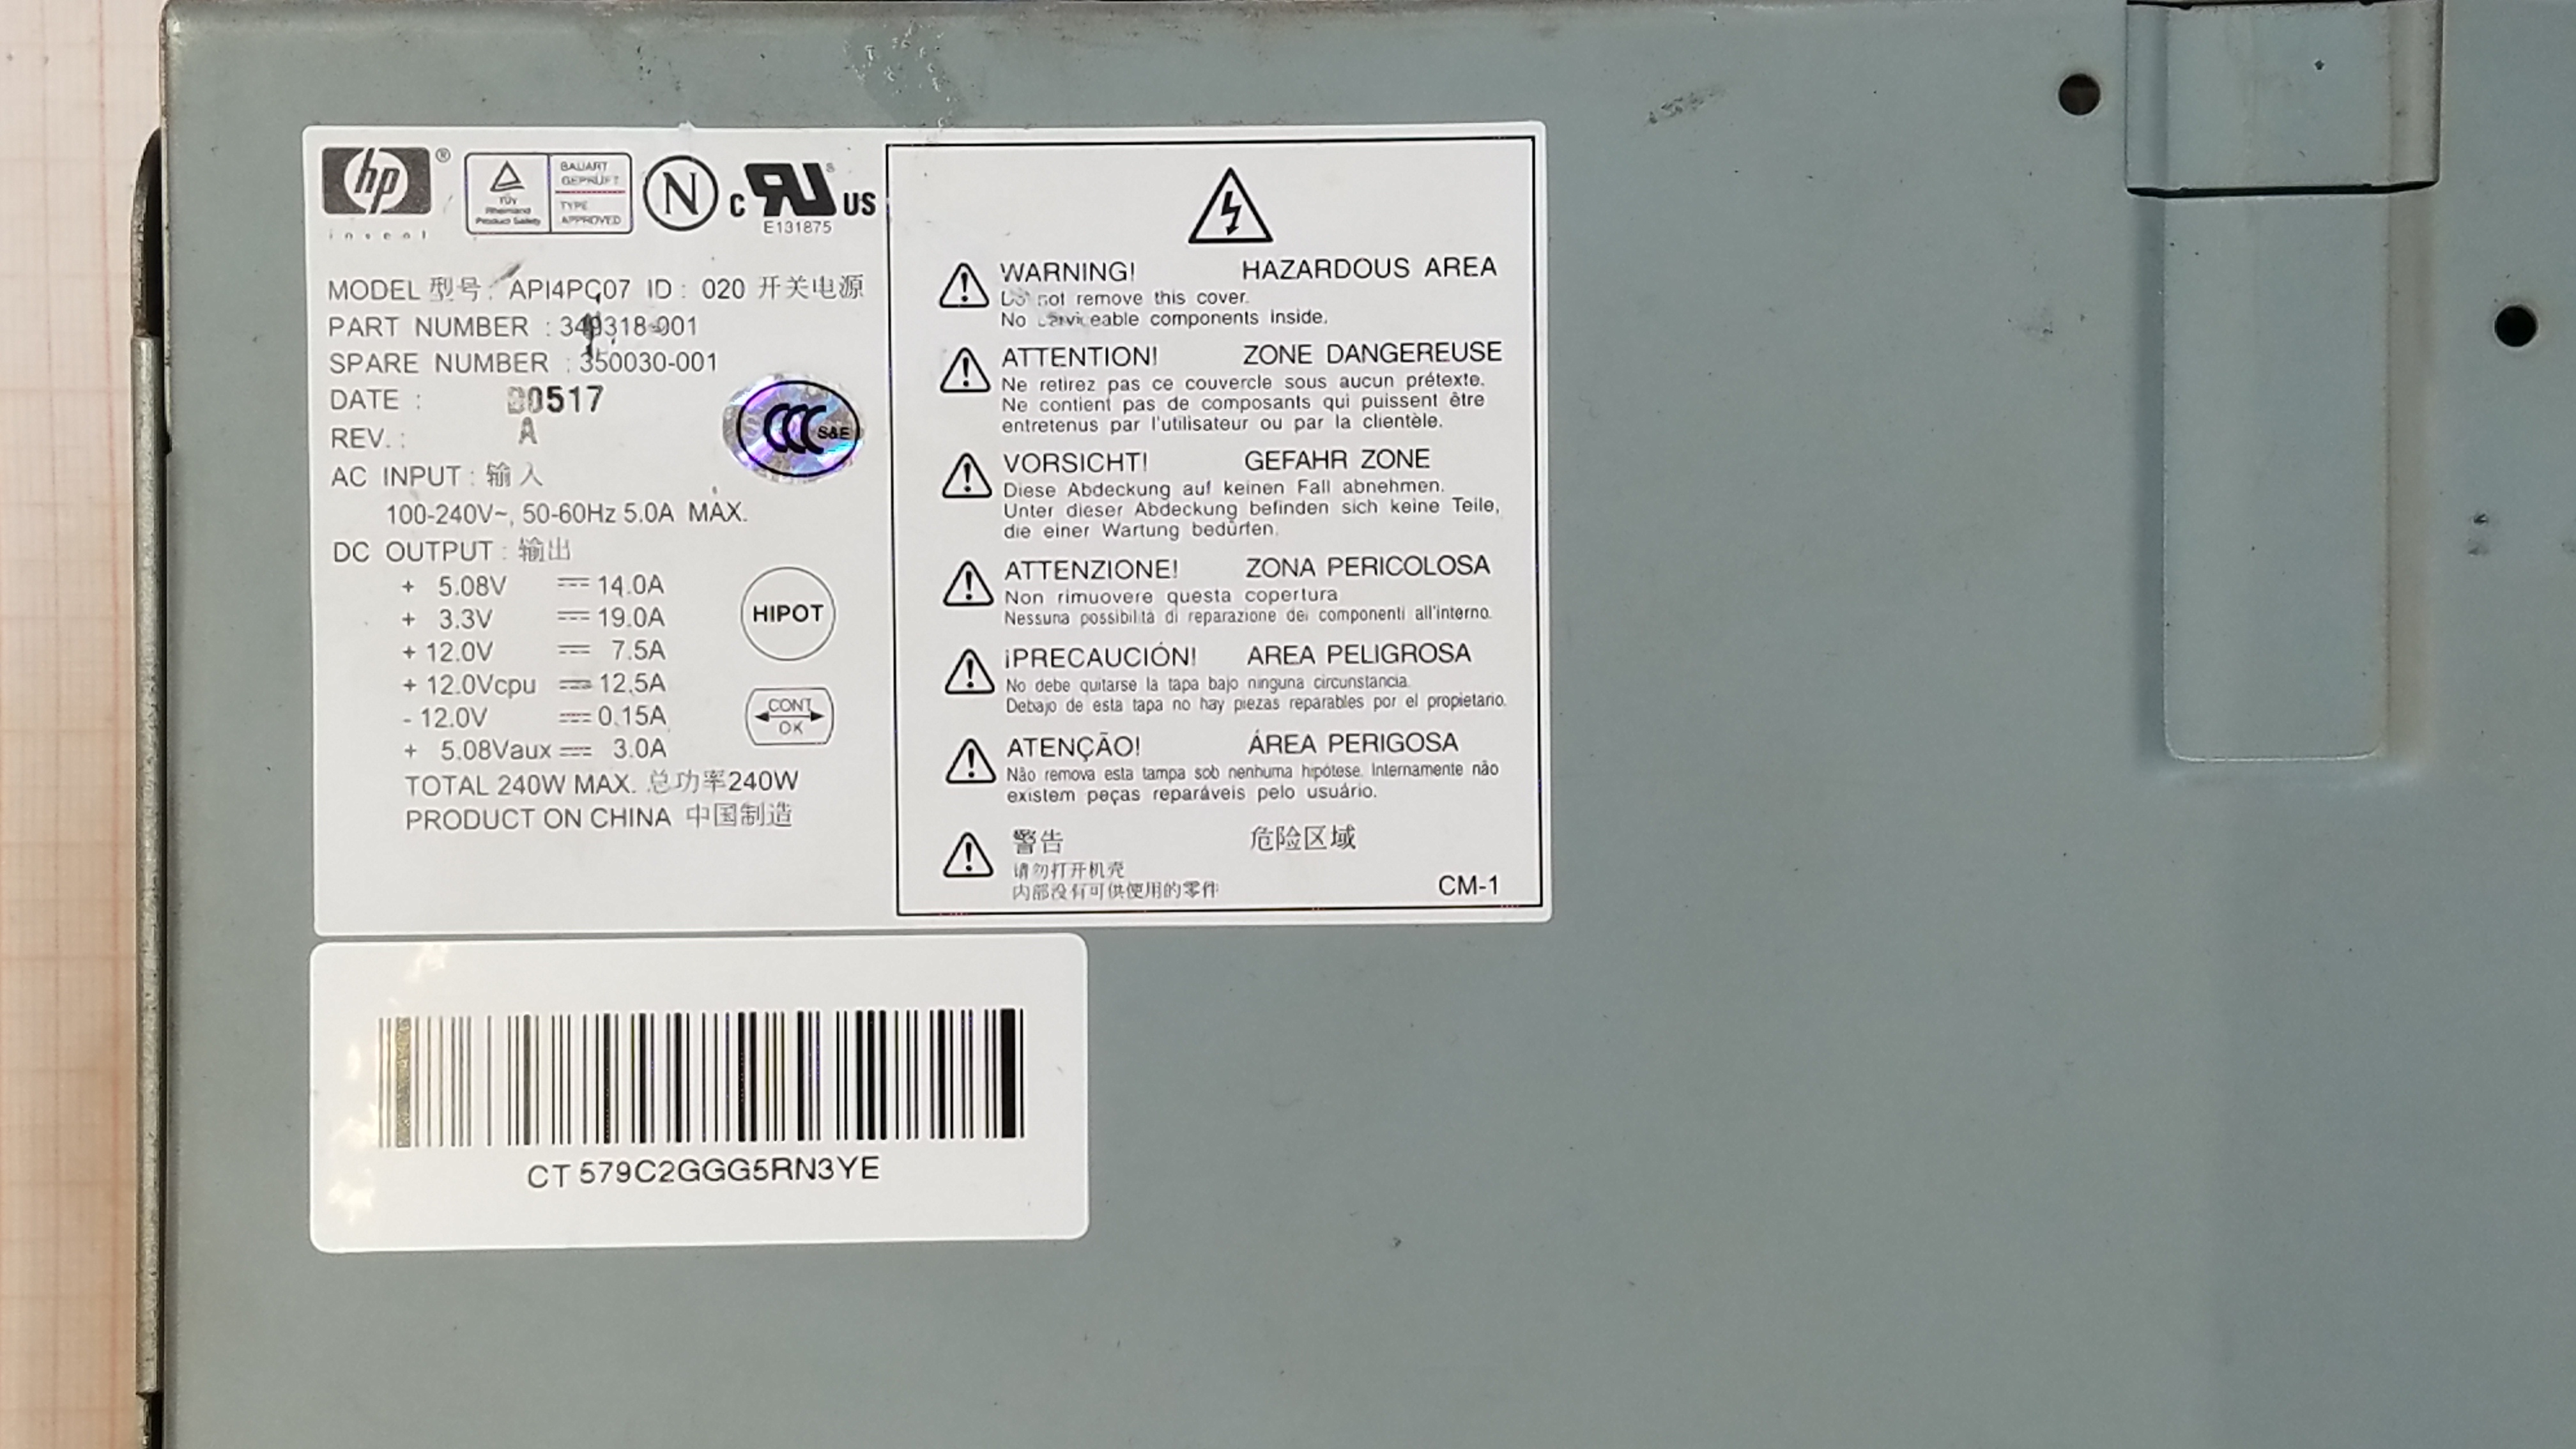 hp ®
invent
TÜV
Rheinland
Product Safety
BAUART
GEPRÜFT
TYPE
APPROVED
N
C RU US
E131875
MODEL 型号: API4PC07 ID: 020 开关电源
PART NUMBER : 349318-001
SPARE NUMBER : 350030-001
DATE : 0517
REV. : A
AC INPUT : 输入
100-240V~, 50-60Hz 5.0A MAX.
DC OUTPUT : 输出
+ 5.08V ⎓ 14.0A
+ 3.3V ⎓ 19.0A
+ 12.0V ⎓ 7.5A
+ 12.0Vcpu ⎓ 12.5A
- 12.0V ⎓ 0.15A
+ 5.08Vaux ⎓ 3.0A
TOTAL 240W MAX. 总功率240W
PRODUCT ON CHINA 中国制造
CCC S&E
HIPOT
CONT
OK
WARNING! HAZARDOUS AREA
Do not remove this cover.
No serviceable components inside.
ATTENTION! ZONE DANGEREUSE
Ne retirez pas ce couvercle sous aucun prétexte.
Ne contient pas de composants qui puissent être
entretenus par l'utilisateur ou par la clientèle.
VORSICHT! GEFAHR ZONE
Diese Abdeckung auf keinen Fall abnehmen.
Unter dieser Abdeckung befinden sich keine Teile,
die einer Wartung bedürfen.
ATTENZIONE! ZONA PERICOLOSA
Non rimuovere questa copertura
Nessuna possibilità di reparazione dei componenti all'interno.
¡PRECAUCIÓN! AREA PELIGROSA
No debe quitarse la tapa bajo ninguna circunstancia.
Debajo de esta tapa no hay piezas reparables por el propietario.
ATENÇÃO! ÁREA PERIGOSA
Não remova esta tampa sob nenhuma hipótese. Internamente não
existem peças reparáveis pelo usuário.
警告 危险区域
请勿打开机壳
内部没有可供使用的零件
CM-1
CT 579C2GGG5RN3YE